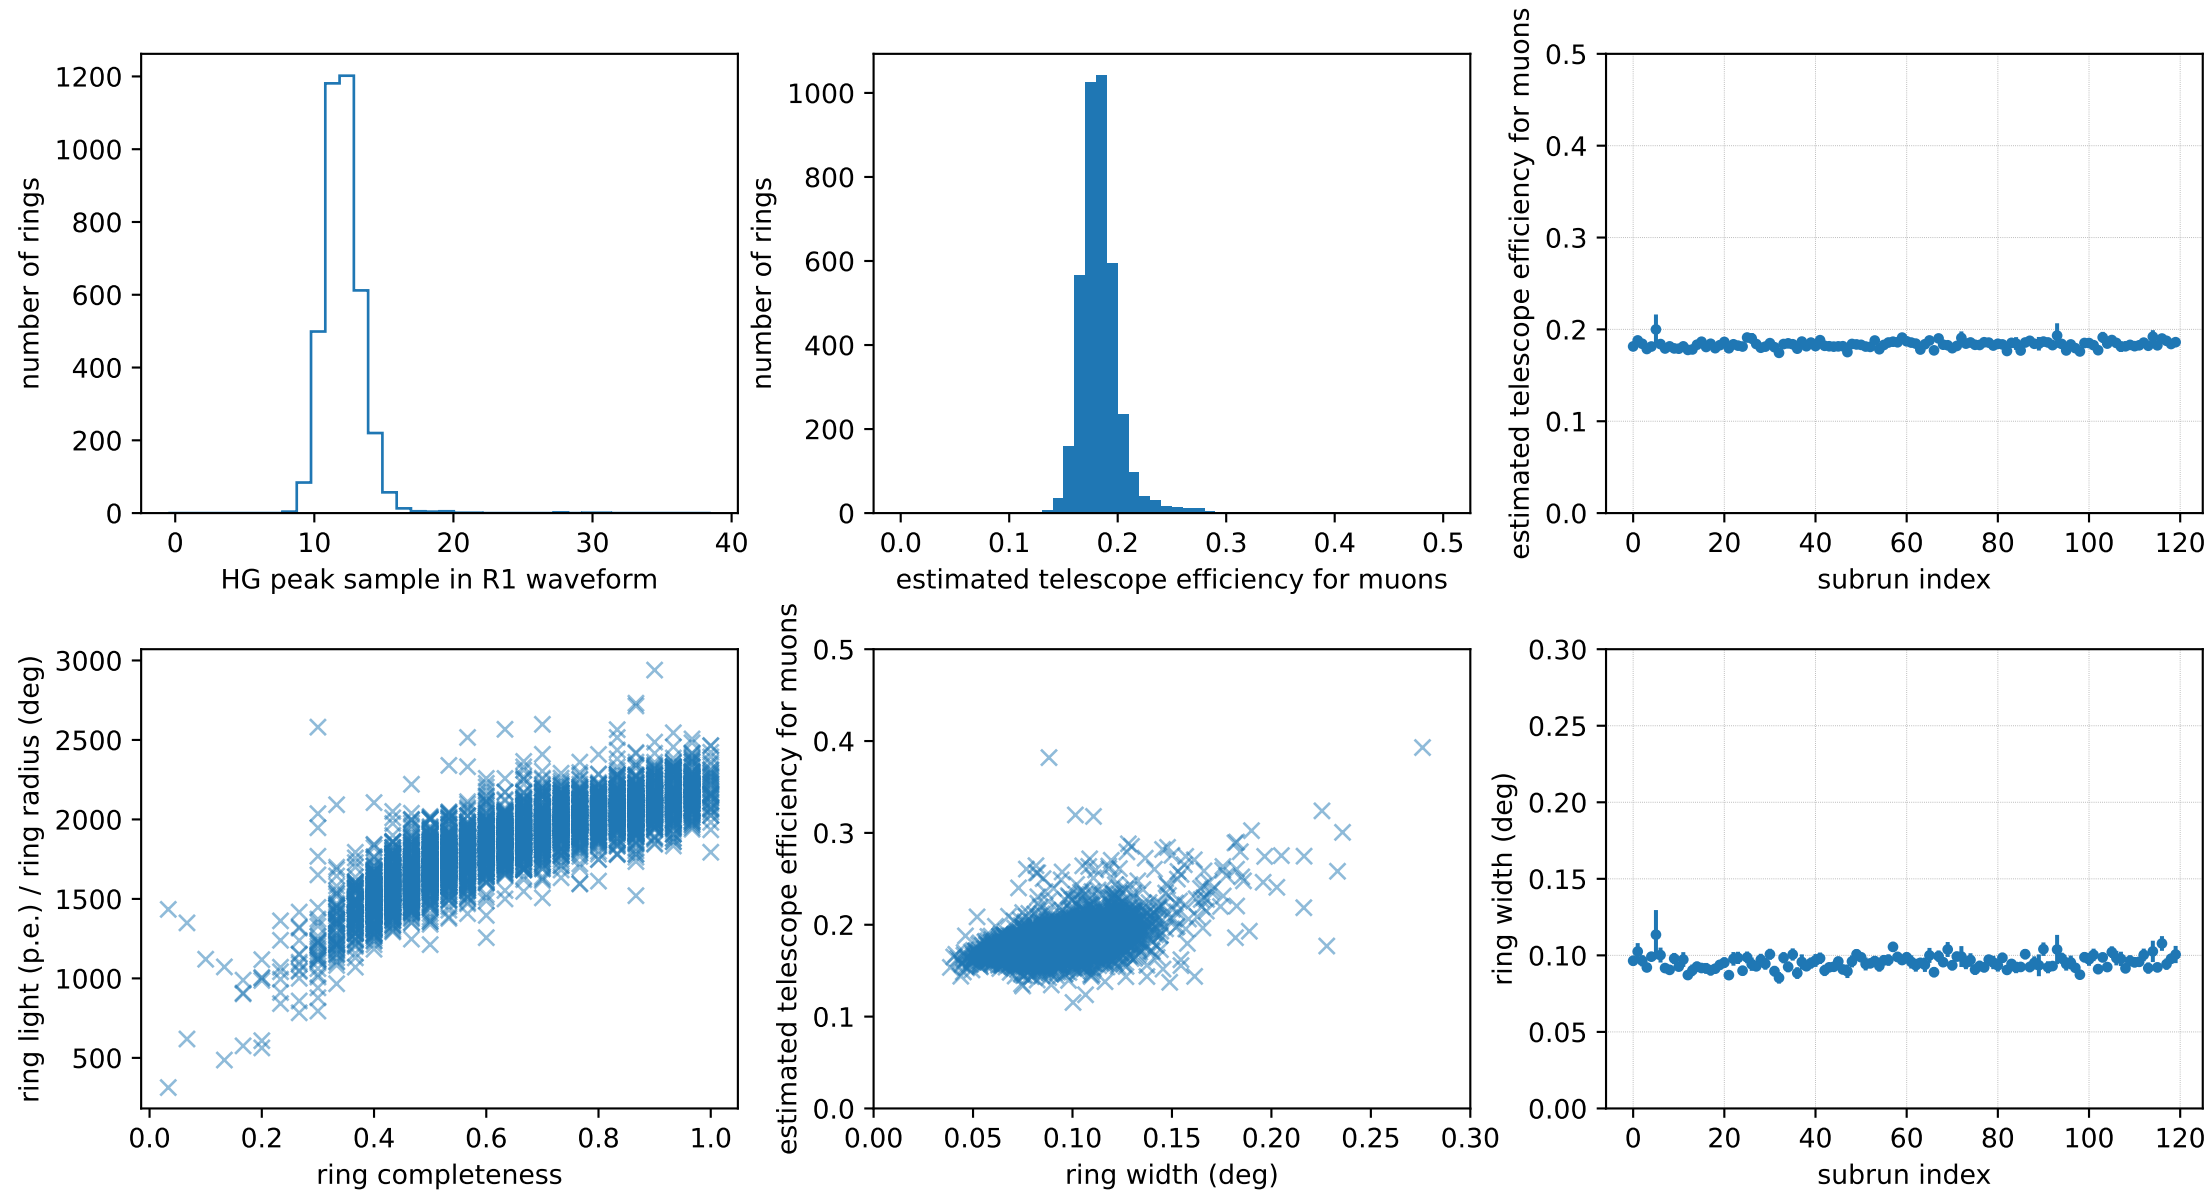 number of rings
1200
1000
800
600
400
200
0
0 10 20 30 40
HG peak sample in R1 waveform
number of rings
1000
800
600
400
200
0
0.0 0.1 0.2 0.3 0.4 0.5
estimated telescope efficiency for muons
estimated telescope efficiency for muons
0.5
0.4
0.3
0.2
0.1
0.0
0 20 40 60 80 100 120
subrun index
ring light (p.e.) / ring radius (deg)
3000
2500
2000
1500
1000
500
0.0 0.2 0.4 0.6 0.8 1.0
ring completeness
estimated telescope efficiency for muons
0.5
0.4
0.3
0.2
0.1
0.0
0.00 0.05 0.10 0.15 0.20 0.25 0.30
ring width (deg)
ring width (deg)
0.30
0.25
0.20
0.15
0.10
0.05
0.00
0 20 40 60 80 100 120
subrun index